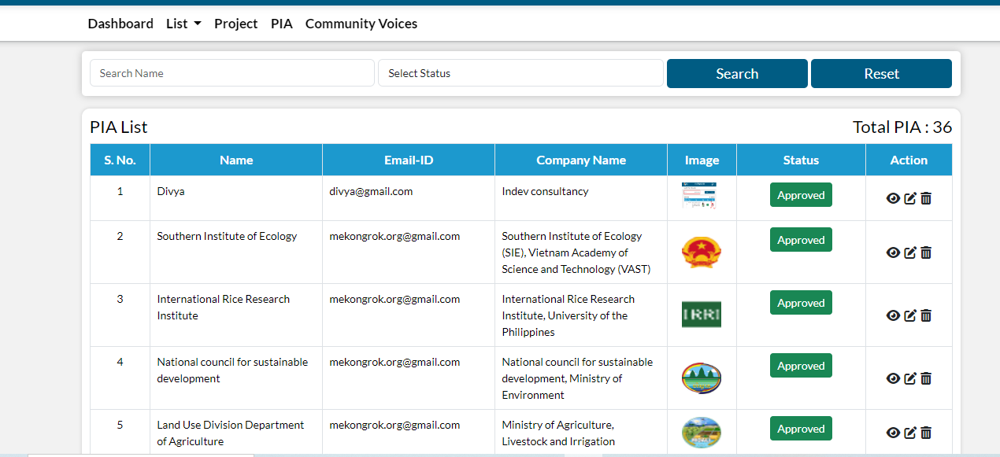 Dashboard List Project PIA Community Voices
Search Name Select Status Search Reset
PIA List Total PIA : 36
S. No. Name Email-ID Company Name Image Status Action
1 Divya divya@gmail.com Indev consultancy Approved
2 Southern Institute of Ecology mekongrok.org@gmail.com Southern Institute of Ecology
(SIE), Vietnam Academy of
Science and Technology (VAST)
Approved
3 International Rice Research
Institute
mekongrok.org@gmail.com International Rice Research
Institute, University of the
Philippines
IRRI
Approved
4 National council for sustainable
development
mekongrok.org@gmail.com National council for sustainable
development, Ministry of
Environment
Approved
5 Land Use Division Department
of Agriculture
mekongrok.org@gmail.com Ministry of Agriculture,
Livestock and Irrigation
Approved